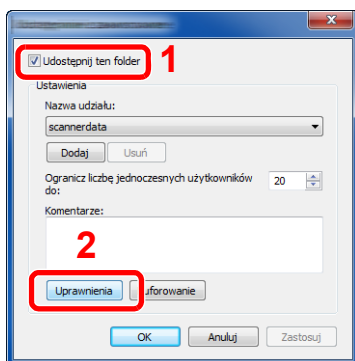 Udostępnij ten folder
1
Ustawienia
Nazwa udziału:
scannerdata
Dodaj Usuń
Ogranicz liczbę jednoczesnych użytkowników do: 20
Komentarze:
2
Uprawnienia uforowanie
OK Anuluj Zastosuj